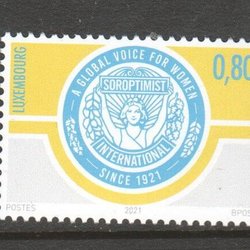 LUXEMBOURG
0,80
A GLOBAL VOICE FOR WOMEN
SOROPTIMIST
INTERNATIONAL
SINCE 1921
POSTES
2021